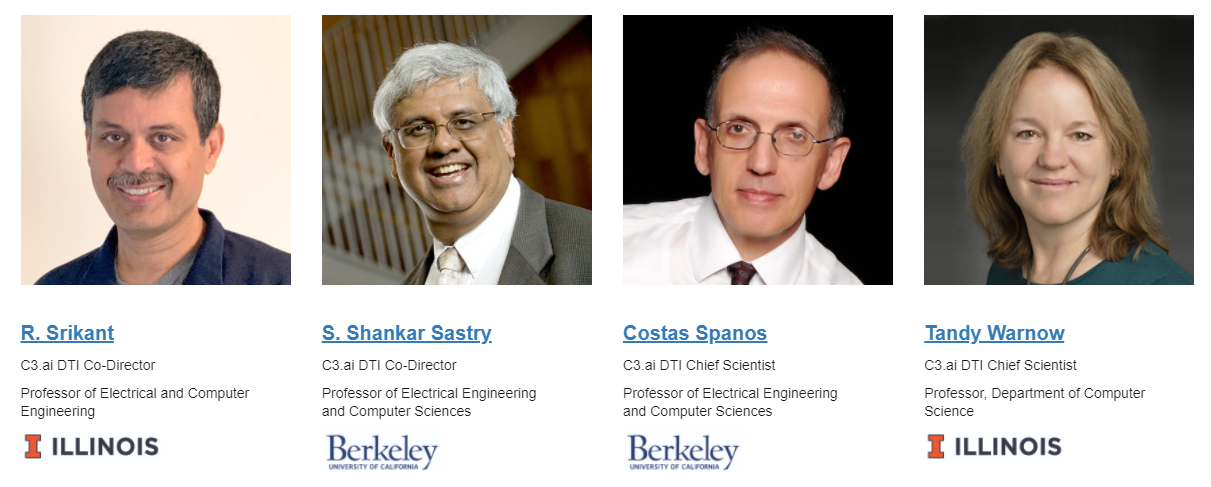 R. Srikant
C3.ai DTI Co-Director
Professor of Electrical and Computer
Engineering
I ILLINOIS
S. Shankar Sastry
C3.ai DTI Co-Director
Professor of Electrical Engineering
and Computer Sciences
Berkeley
UNIVERSITY OF CALIFORNIA
Costas Spanos
C3.ai DTI Chief Scientist
Professor of Electrical Engineering
and Computer Sciences
Berkeley
UNIVERSITY OF CALIFORNIA
Tandy Warnow
C3.ai DTI Chief Scientist
Professor, Department of Computer
Science
I ILLINOIS